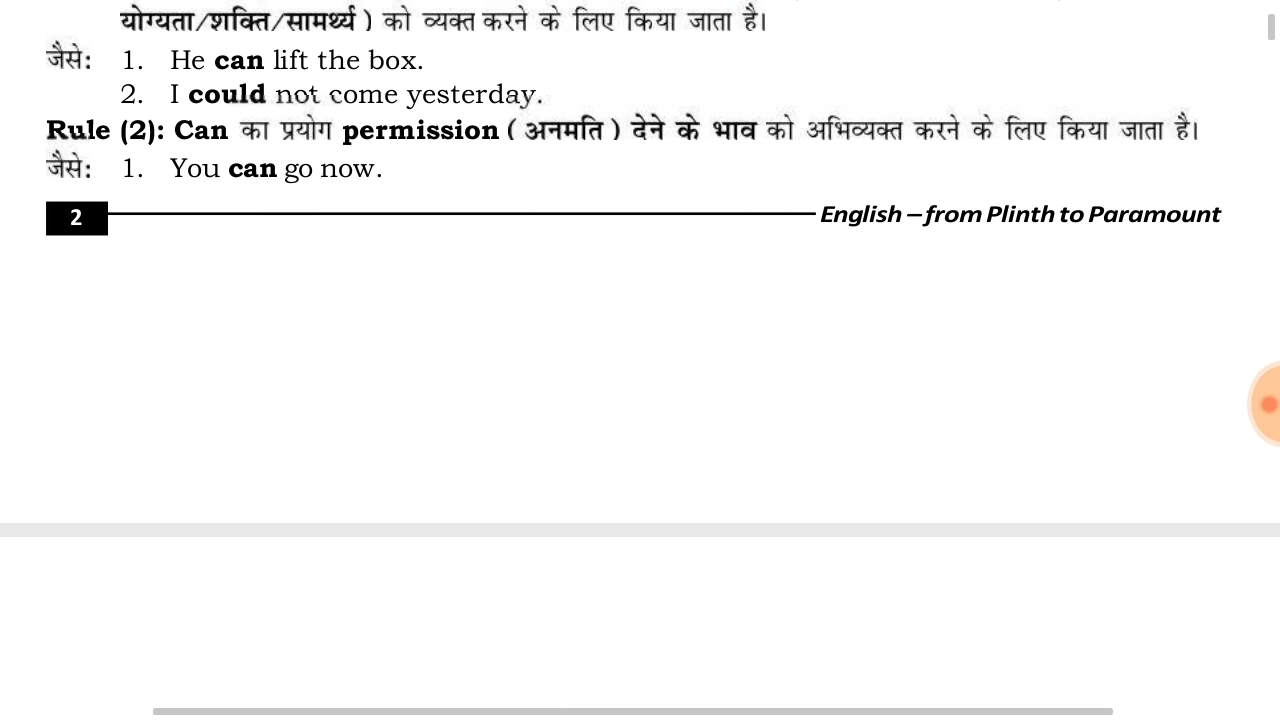 योग्यता/शक्ति/सामर्थ्य ) को व्यक्त करने के लिए किया जाता है।
जैसे: 1. He can lift the box.
2. I could not come yesterday.
Rule (2): Can का प्रयोग permission ( अनमति ) देने के भाव को अभिव्यक्त करने के लिए किया जाता है।
जैसे: 1. You can go now.
2 English – from Plinth to Paramount